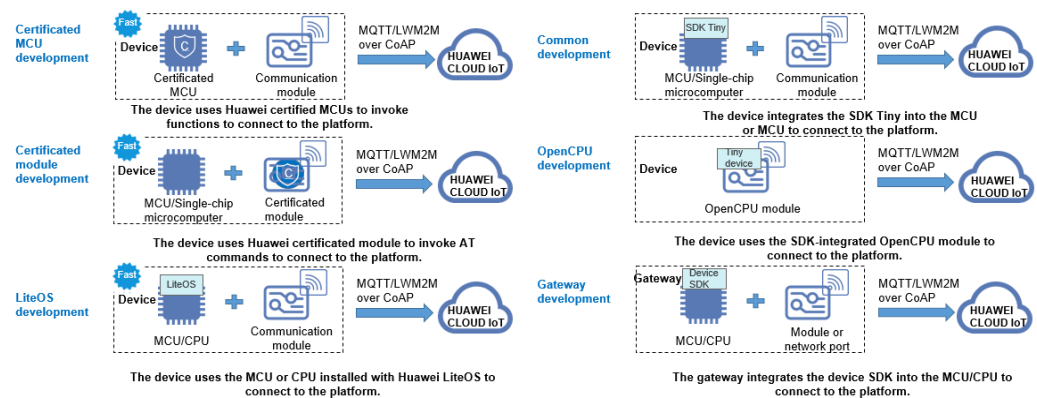 Certificated
MCU
development
Fast
Device
Certificated
MCU
Communication
module
MQTT/LWM2M
over CoAP
HUAWEI
CLOUD IoT
The device uses Huawei certified MCUs to invoke
functions to connect to the platform.
Common
development
Device
SDK Tiny
MCU/Single-chip
microcomputer
Communication
module
MQTT/LWM2M
over CoAP
HUAWEI
CLOUD IoT
The device integrates the SDK Tiny into the MCU
or MCU to connect to the platform.
Certificated
module
development
Fast
Device
MCU/Single-chip
microcomputer
Certificated
module
MQTT/LWM2M
over CoAP
HUAWEI
CLOUD IoT
The device uses Huawei certificated module to invoke AT
commands to connect to the platform.
OpenCPU
development
Device
Tiny
device
OpenCPU module
MQTT/LWM2M
over CoAP
HUAWEI
CLOUD IoT
The device uses the SDK-integrated OpenCPU module to
connect to the platform.
LiteOS
development
Fast
Device
LiteOS
MCU/CPU
Communication
module
MQTT/LWM2M
over CoAP
HUAWEI
CLOUD IoT
The device uses the MCU or CPU installed with Huawei LiteOS to
connect to the platform.
Gateway
development
Gateway
Device
SDK
MCU/CPU
Module or
network port
MQTT/LWM2M
over CoAP
HUAWEI
CLOUD IoT
The gateway integrates the device SDK into the MCU/CPU to
connect to the platform.